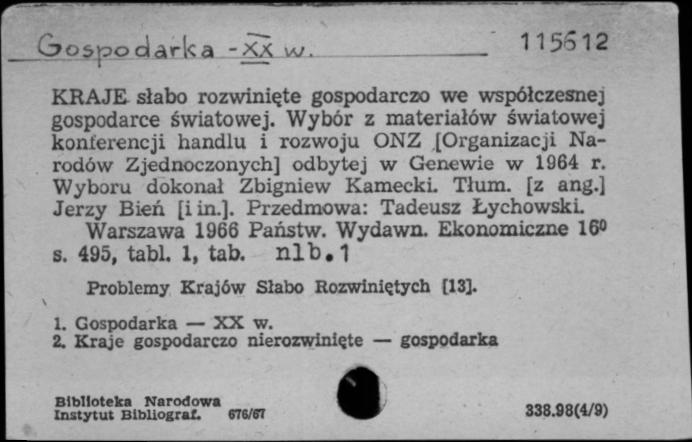 Gospodarka - XX w. 115612
KRAJE słabo rozwinięte gospodarczo we współczesnej
gospodarce światowej. Wybór z materiałów światowej
konferencji handlu i rozwoju ONZ [Organizacji Na-
rodów Zjednoczonych] odbytej w Genewie w 1964 r.
Wyboru dokonał Zbigniew Kamecki. Tłum. [z ang.]
Jerzy Bień [i in.]. Przedmowa: Tadeusz Łychowski.
Warszawa 1966 Państw. Wydawn. Ekonomiczne 16⁰
s. 495, tabl. 1, tab. nlb. 1
Problemy Krajów Słabo Rozwiniętych [13].
1. Gospodarka — XX w.
2. Kraje gospodarczo nierozwinięte — gospodarka
Biblioteka Narodowa
Instytut Bibliograf. 676/67 338.98(4/9)